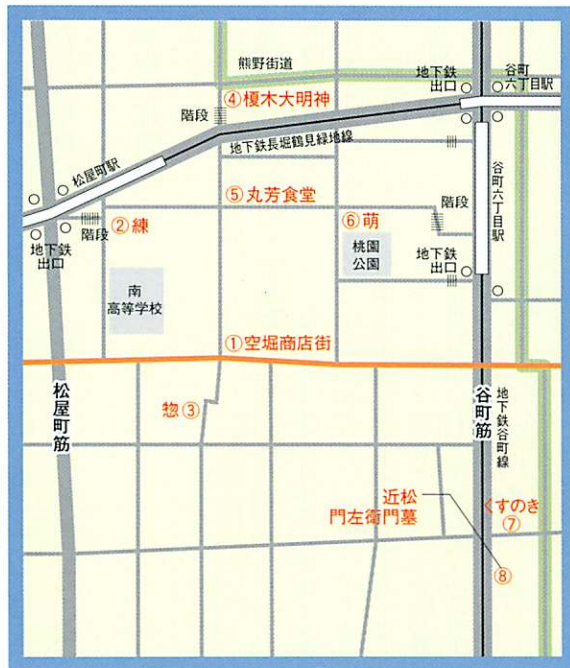 熊野街道
地下鉄
出口
谷町
六丁目駅
④榎木大明神
階段
地下鉄長堀鶴見緑地線
松屋町駅
谷町六丁目駅
⑤丸芳食堂
階段
②練
階段
⑥萌
地下鉄
出口
桃園
公園
地下鉄
出口
南
高等学校
①空堀商店街
松屋町筋
惣③
谷町筋
地下鉄谷町線
近松
門左衛門墓
くすのき
⑦
⑧